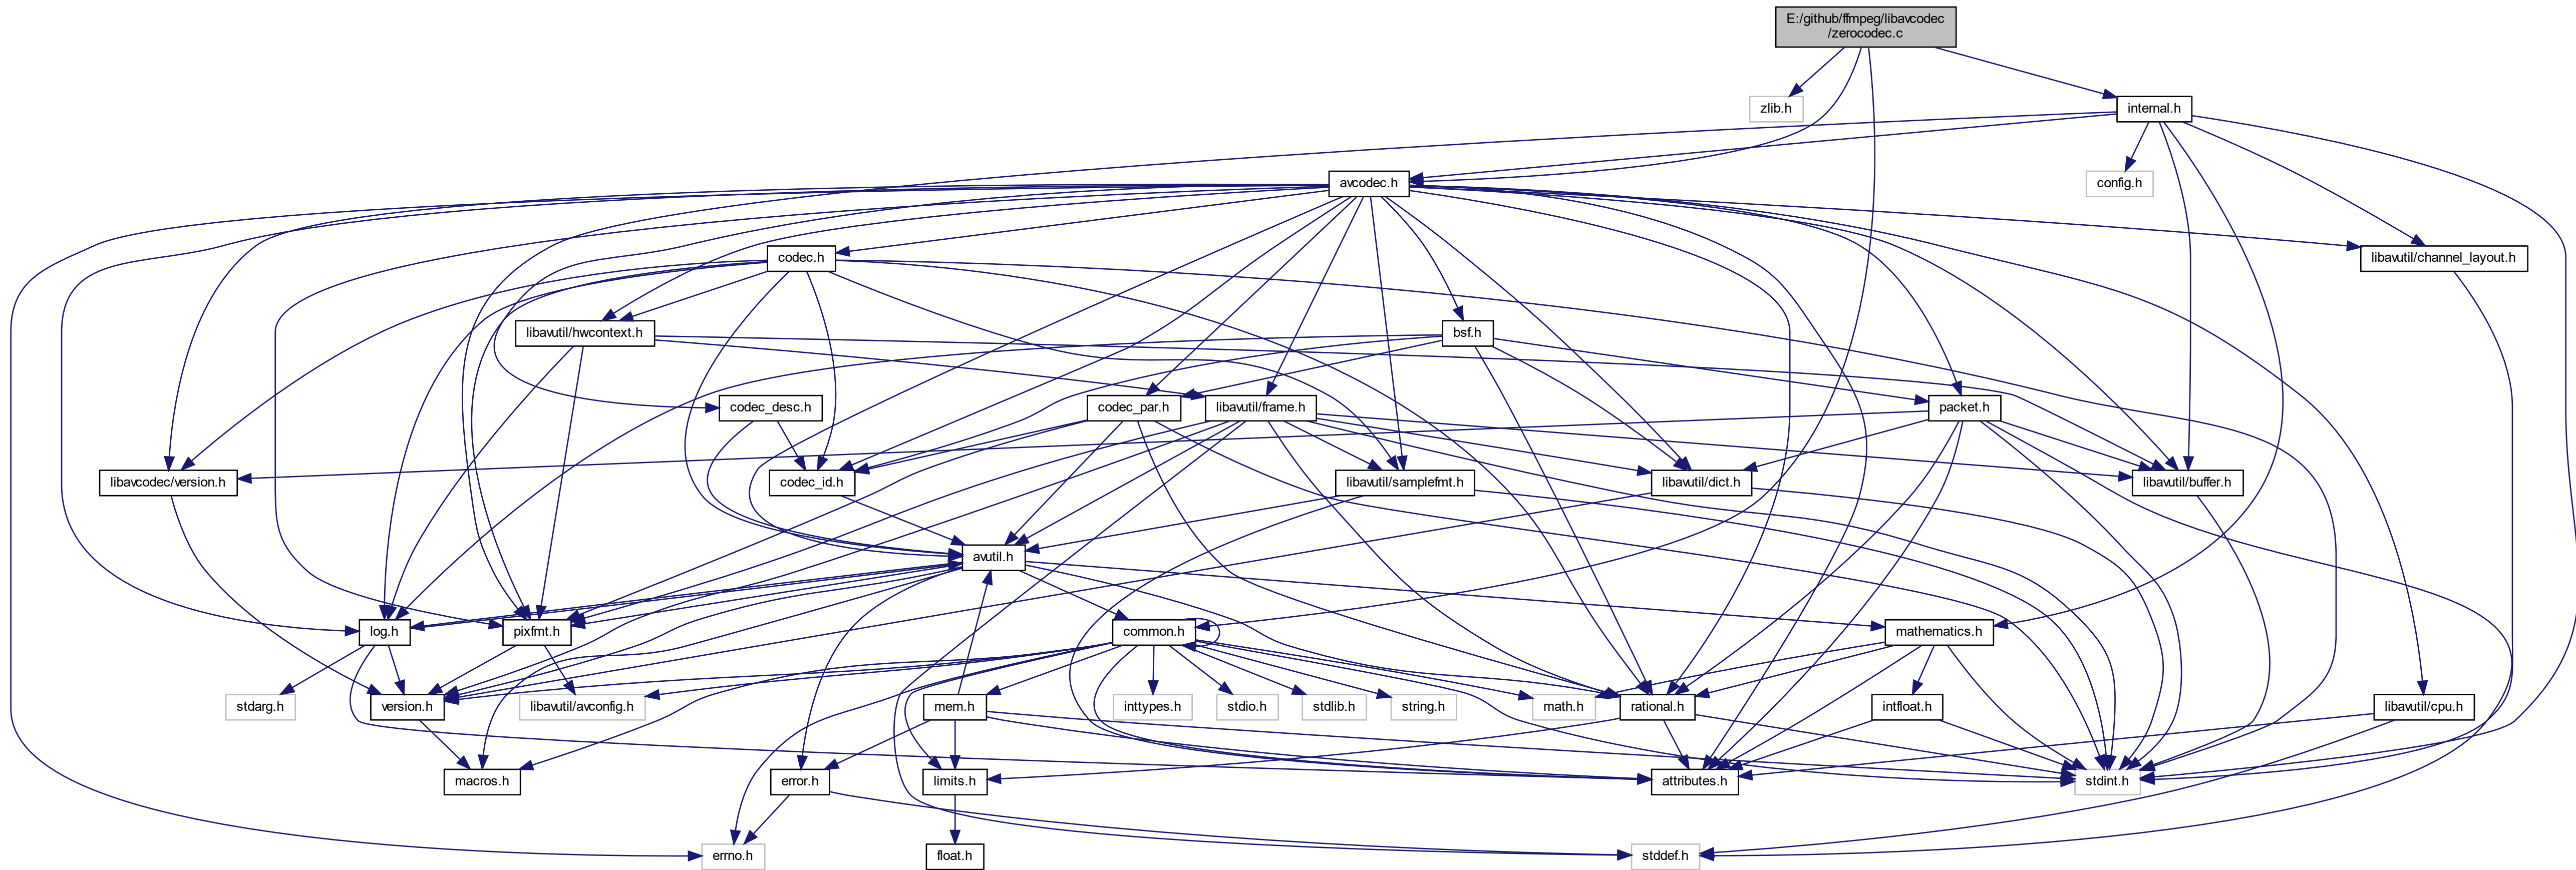 E:/github/ffmpeg/libavcodec
/zerocodec.c
zlib.h
internal.h
avcodec.h
config.h
codec.h
libavutil/channel_layout.h
libavutil/hwcontext.h
bsf.h
codec_desc.h
codec_par.h
libavutil/frame.h
packet.h
libavcodec/version.h
codec_id.h
libavutil/samplefmt.h
libavutil/dict.h
libavutil/buffer.h
avutil.h
log.h
pixfmt.h
common.h
mathematics.h
stdarg.h
version.h
libavutil/avconfig.h
mem.h
inttypes.h
stdio.h
stdlib.h
string.h
math.h
rational.h
intfloat.h
libavutil/cpu.h
macros.h
error.h
limits.h
attributes.h
stdint.h
errno.h
float.h
stddef.h